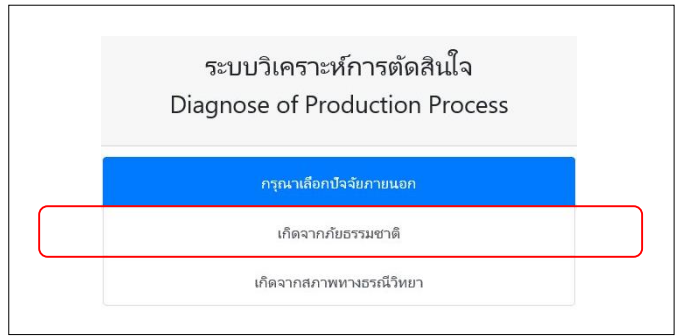 ระบบวิเคราะห์การตัดสินใจ
Diagnose of Production Process
กรุณาเลือกปัจจัยภายนอก
เกิดจากภัยธรรมชาติ
เกิดจากสภาพทางธรณีวิทยา